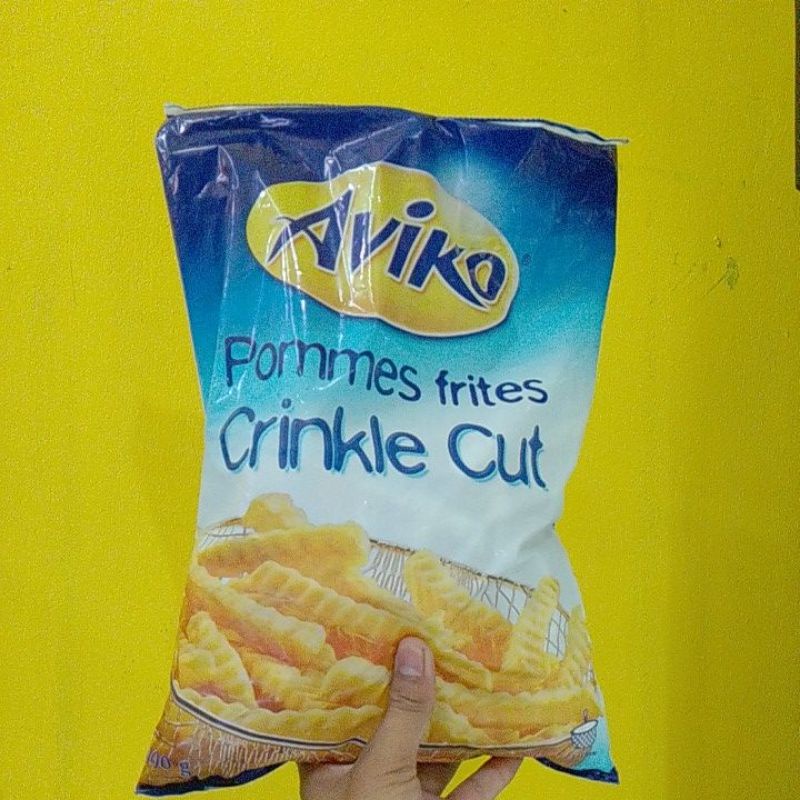 Aviko
Pommes frites
Crinkle Cut